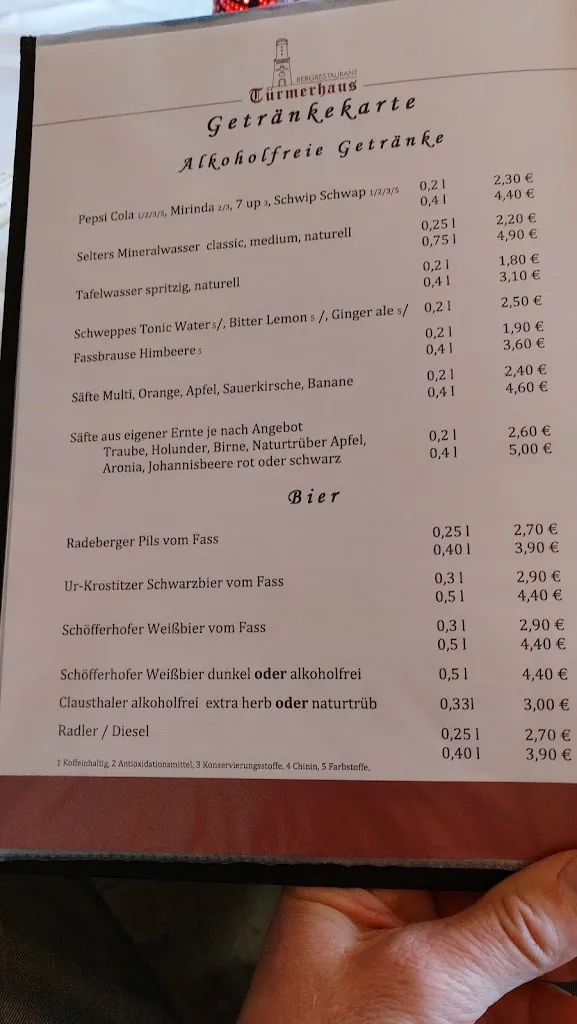 BERGRESTAURANT
Türmerhaus
Getränkekarte
Alkoholfreie Getränke
Pepsi Cola 1/2/3/5, Mirinda 2/3, 7 up 3, Schwip Schwap 1/2/3/5 0,2 l 2,30 €
0,4 l 4,40 €
Selters Mineralwasser classic, medium, naturell 0,25 l 2,20 €
0,75 l 4,90 €
Tafelwasser spritzig, naturell 0,2 l 1,80 €
0,4 l 3,10 €
Schweppes Tonic Water 5/, Bitter Lemon 5 /, Ginger ale 5/ 0,2 l 2,50 €
Fassbrause Himbeere 5 0,2 l 1,90 €
0,4 l 3,60 €
Säfte Multi, Orange, Apfel, Sauerkirsche, Banane 0,2 l 2,40 €
0,4 l 4,60 €
Säfte aus eigener Ernte je nach Angebot
Traube, Holunder, Birne, Naturtrüber Apfel, 0,2 l 2,60 €
Aronia, Johannisbeere rot oder schwarz 0,4 l 5,00 €
Bier
Radeberger Pils vom Fass 0,25 l 2,70 €
0,40 l 3,90 €
Ur-Krostitzer Schwarzbier vom Fass 0,3 l 2,90 €
0,5 l 4,40 €
Schöfferhofer Weißbier vom Fass 0,3 l 2,90 €
0,5 l 4,40 €
Schöfferhofer Weißbier dunkel oder alkoholfrei 0,5 l 4,40 €
Clausthaler alkoholfrei extra herb oder naturtrüb 0,33l 3,00 €
Radler / Diesel 0,25 l 2,70 €
0,40 l 3,90 €
1 Koffeinhaltig, 2 Antioxidationsmittel, 3 Konservierungsstoffe, 4 Chinin, 5 Farbstoffe,